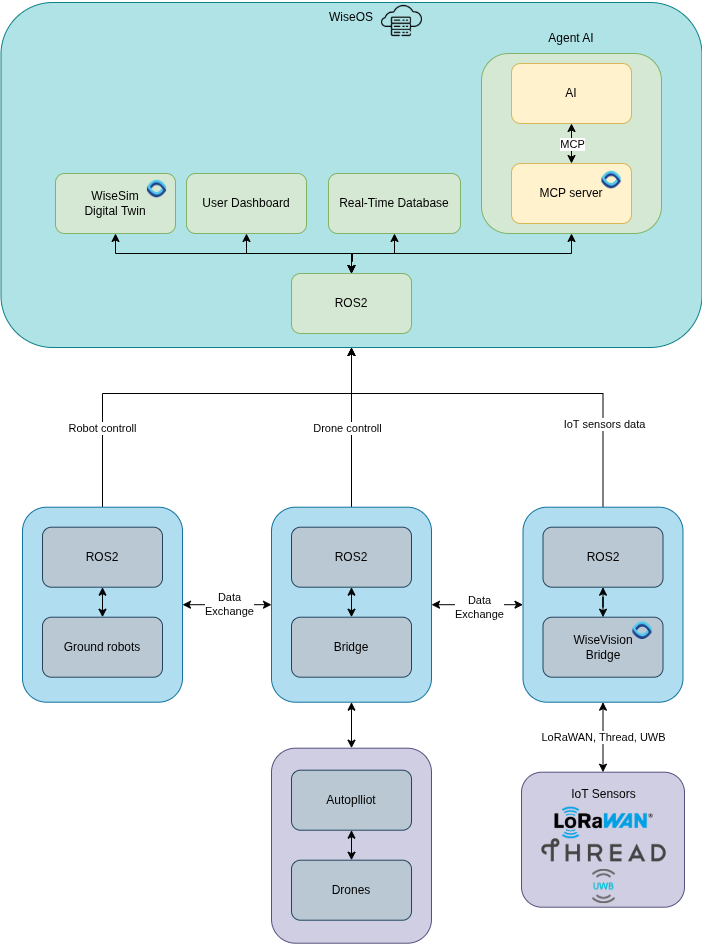 WiseOS
Agent AI
AI
MCP
MCP server
WiseSim
Digital Twin
User Dashboard
Real-Time Database
ROS2
Robot controll
Drone controll
IoT sensors data
ROS2
Ground robots
Data
Exchange
ROS2
Bridge
Data
Exchange
ROS2
WiseVision
Bridge
LoRaWAN, Thread, UWB
Autoplliot
Drones
IoT Sensors
LoRaWAN®
THREAD
UWB